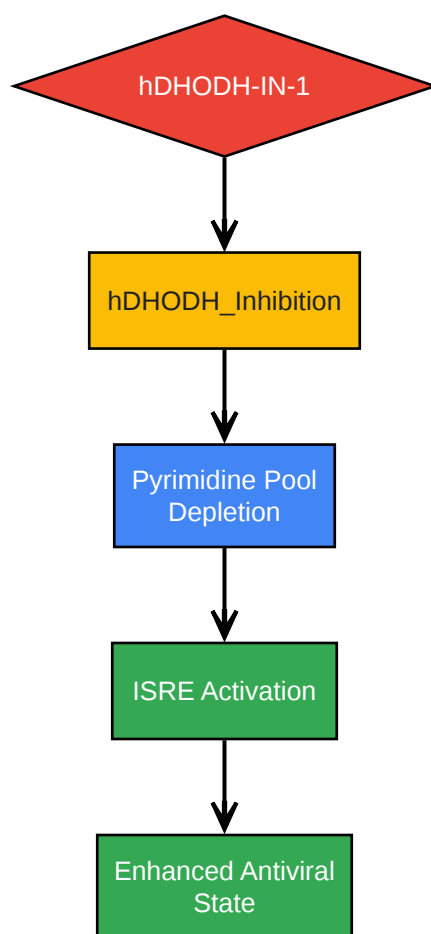 hDHODH-IN-1
hDHODH_Inhibition
Pyrimidine Pool
Depletion
ISRE Activation
Enhanced Antiviral
State